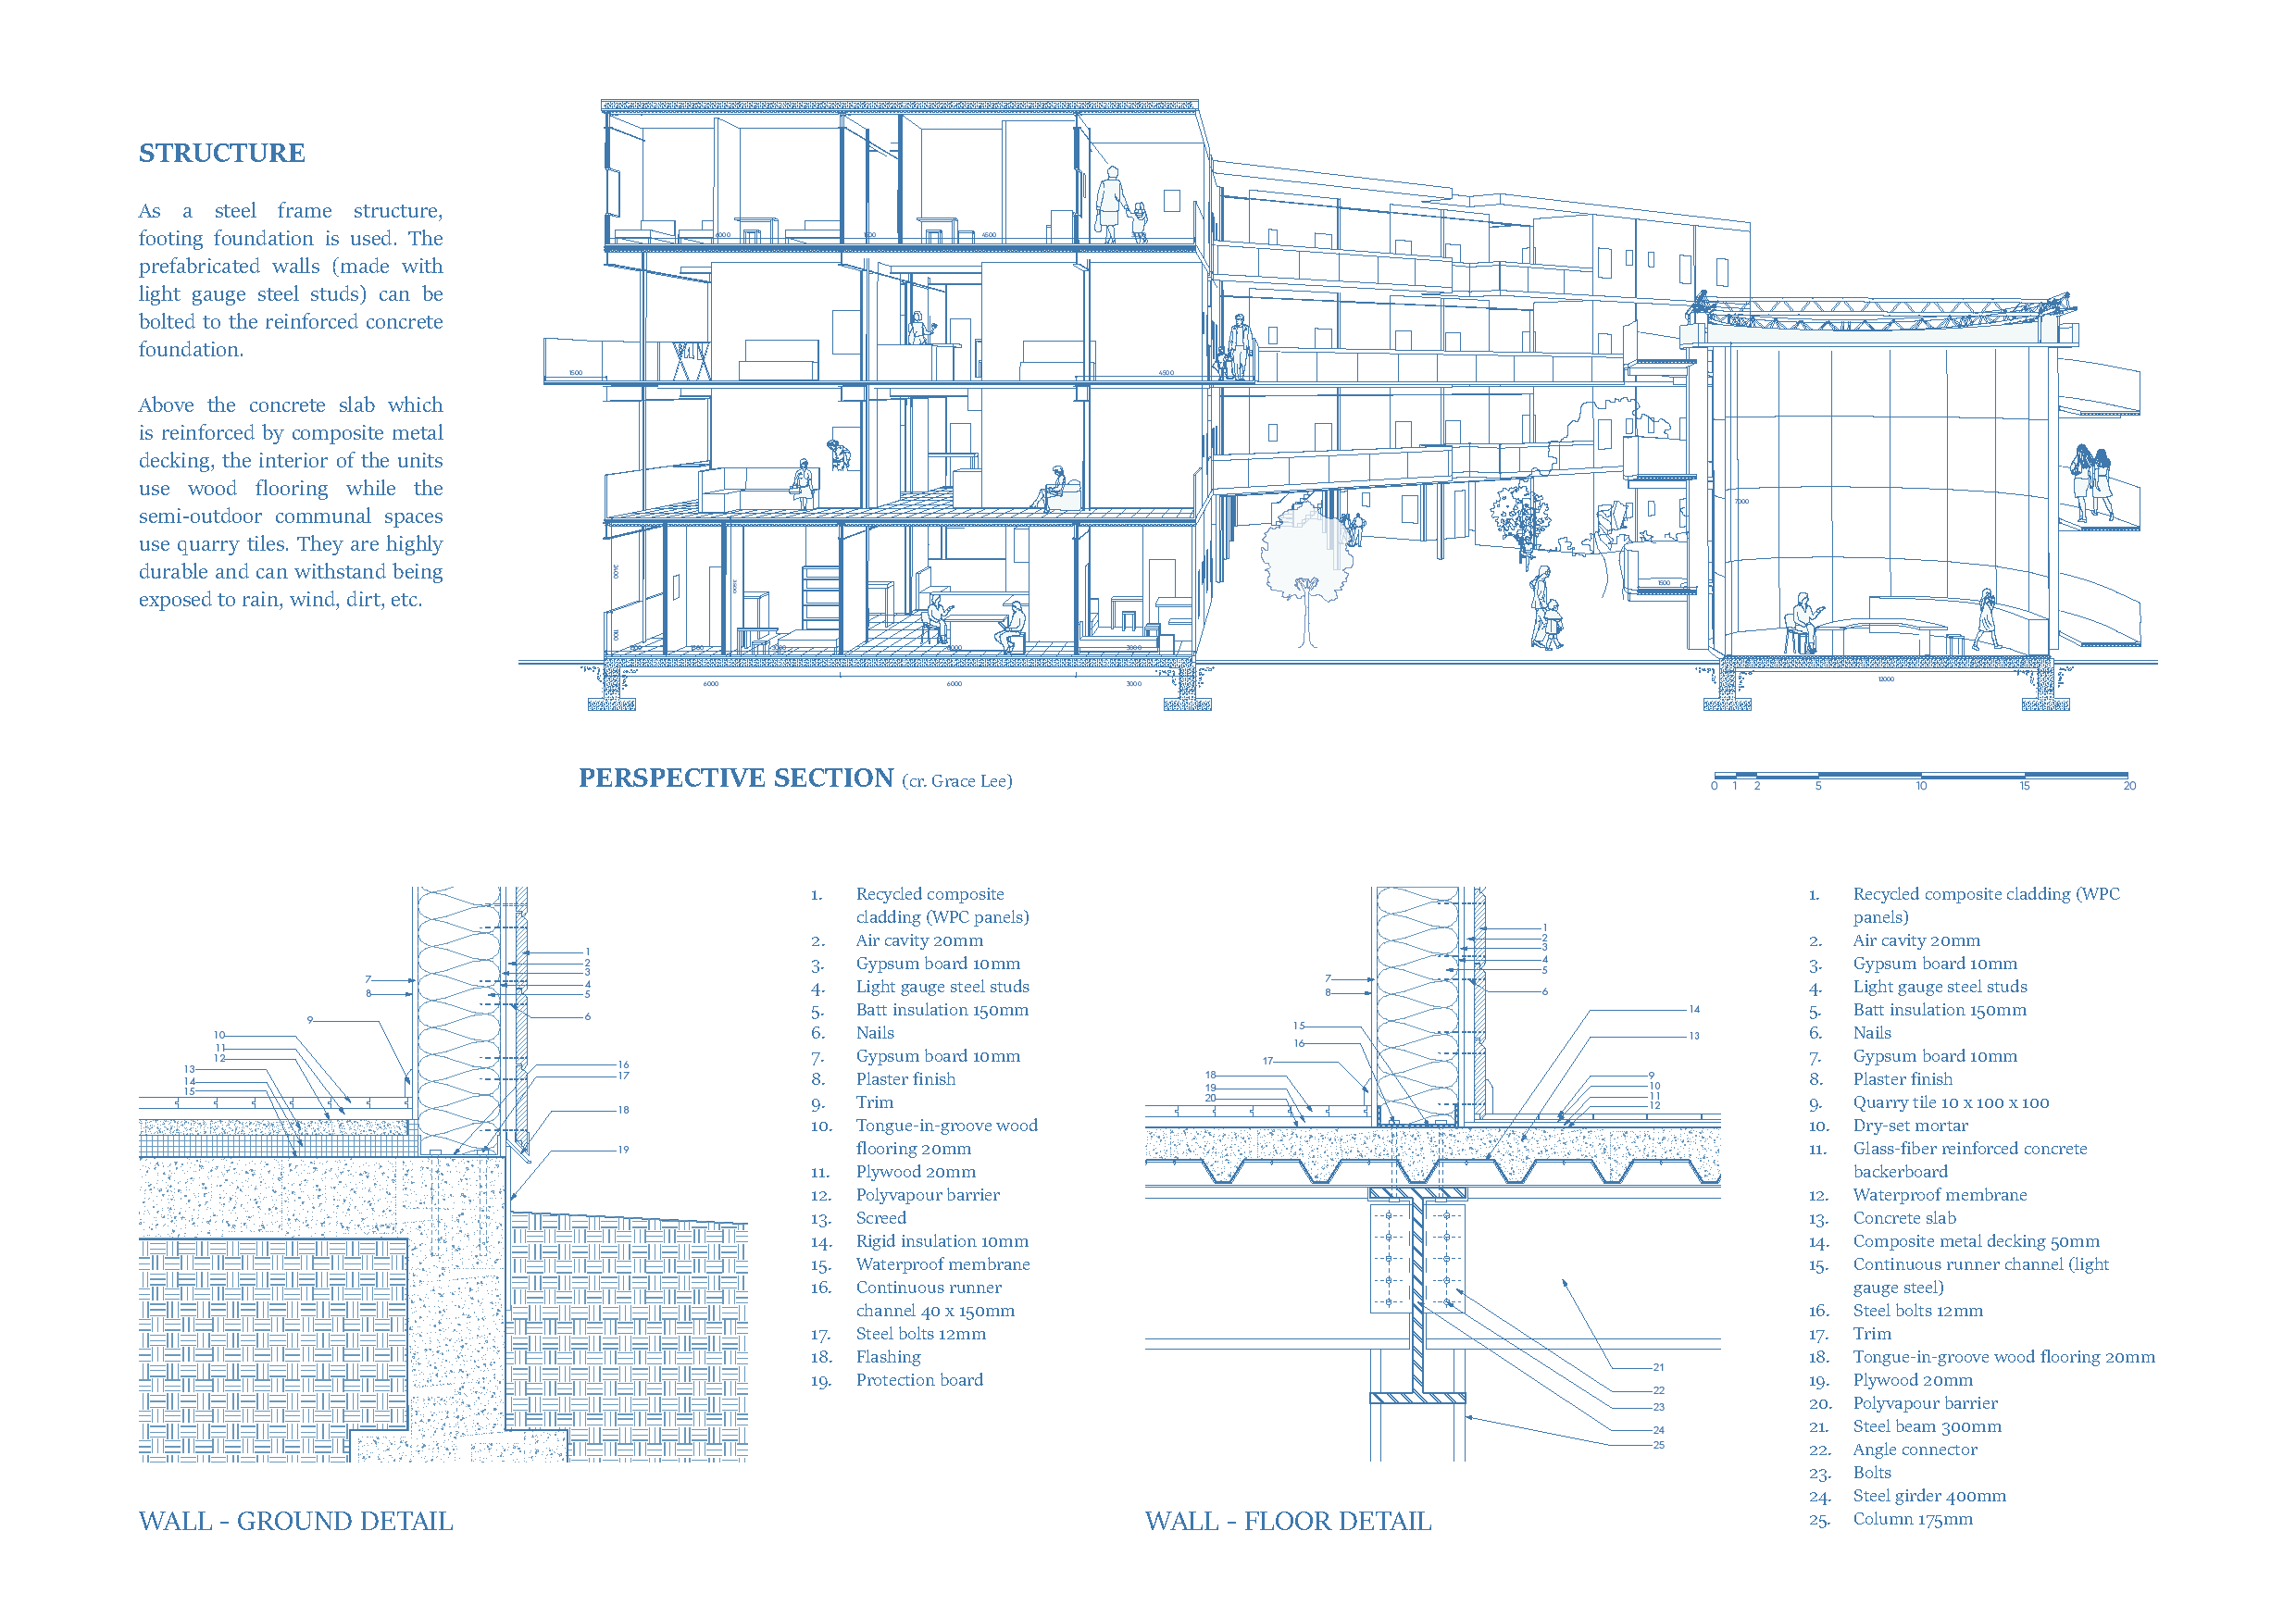 STRUCTURE
As a steel frame structure,
footing foundation is used. The
prefabricated walls (made with
light gauge steel studs) can be
bolted to the reinforced concrete
foundation.
Above the concrete slab which
is reinforced by composite metal
decking, the interior of the units
use wood flooring while the
semi-outdoor communal spaces
use quarry tiles. They are highly
durable and can withstand being
exposed to rain, wind, dirt, etc.
6000
4500
1500
4500
7000
1500
6000
6000
3000
12000
PERSPECTIVE SECTION (cr. Grace Lee)
0 1 2 5 10 15 20
1
2
3
4
5
6
7
8
9
10
11
12
13
14
15
16
17
18
19
1. Recycled composite
cladding (WPC panels)
2. Air cavity 20mm
3. Gypsum board 10mm
4. Light gauge steel studs
5. Batt insulation 150mm
6. Nails
7. Gypsum board 10mm
8. Plaster finish
9. Trim
10. Tongue-in-groove wood
flooring 20mm
11. Plywood 20mm
12. Polyvapour barrier
13. Screed
14. Rigid insulation 10mm
15. Waterproof membrane
16. Continuous runner
channel 40 x 150mm
17. Steel bolts 12mm
18. Flashing
19. Protection board
WALL - GROUND DETAIL
1
2
3
4
5
6
7
8
14
13
15
16
17
18
19
20
9
10
11
12
21
22
23
24
25
1. Recycled composite cladding (WPC
panels)
2. Air cavity 20mm
3. Gypsum board 10mm
4. Light gauge steel studs
5. Batt insulation 150mm
6. Nails
7. Gypsum board 10mm
8. Plaster finish
9. Quarry tile 10 x 100 x 100
10. Dry-set mortar
11. Glass-fiber reinforced concrete
backerboard
12. Waterproof membrane
13. Concrete slab
14. Composite metal decking 50mm
15. Continuous runner channel (light
gauge steel)
16. Steel bolts 12mm
17. Trim
18. Tongue-in-groove wood flooring 20mm
19. Plywood 20mm
20. Polyvapour barrier
21. Steel beam 300mm
22. Angle connector
23. Bolts
24. Steel girder 400mm
25. Column 175mm
WALL - FLOOR DETAIL